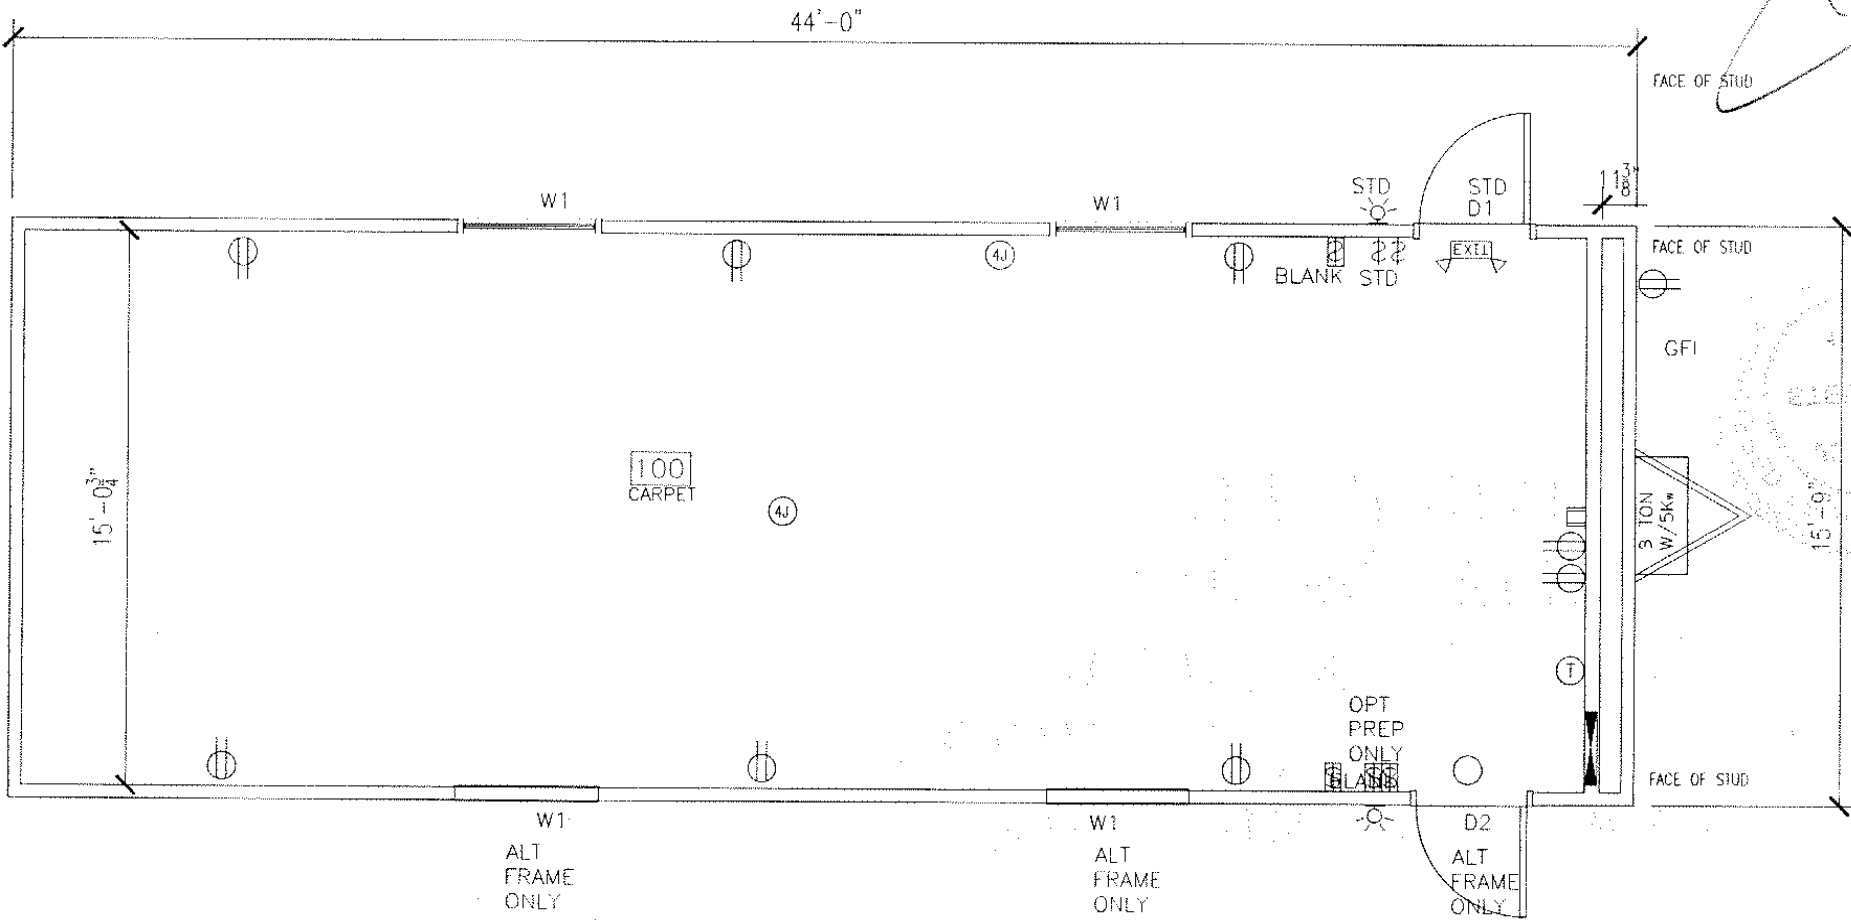 44'-0"
FACE OF STUD
11 3/8"
W1
W1
STD
STD
D1
EXIT
FACE OF STUD
4J
BLANK
STD
GFI
100
CARPET
4J
15'-0 3/4"
3 TON
W/5Kw
15'-9"
T
OPT
PREP
ONLY
BLANK
FACE OF STUD
W1
W1
D2
ALT
FRAME
ONLY
ALT
FRAME
ONLY
ALT
FRAME
ONLY